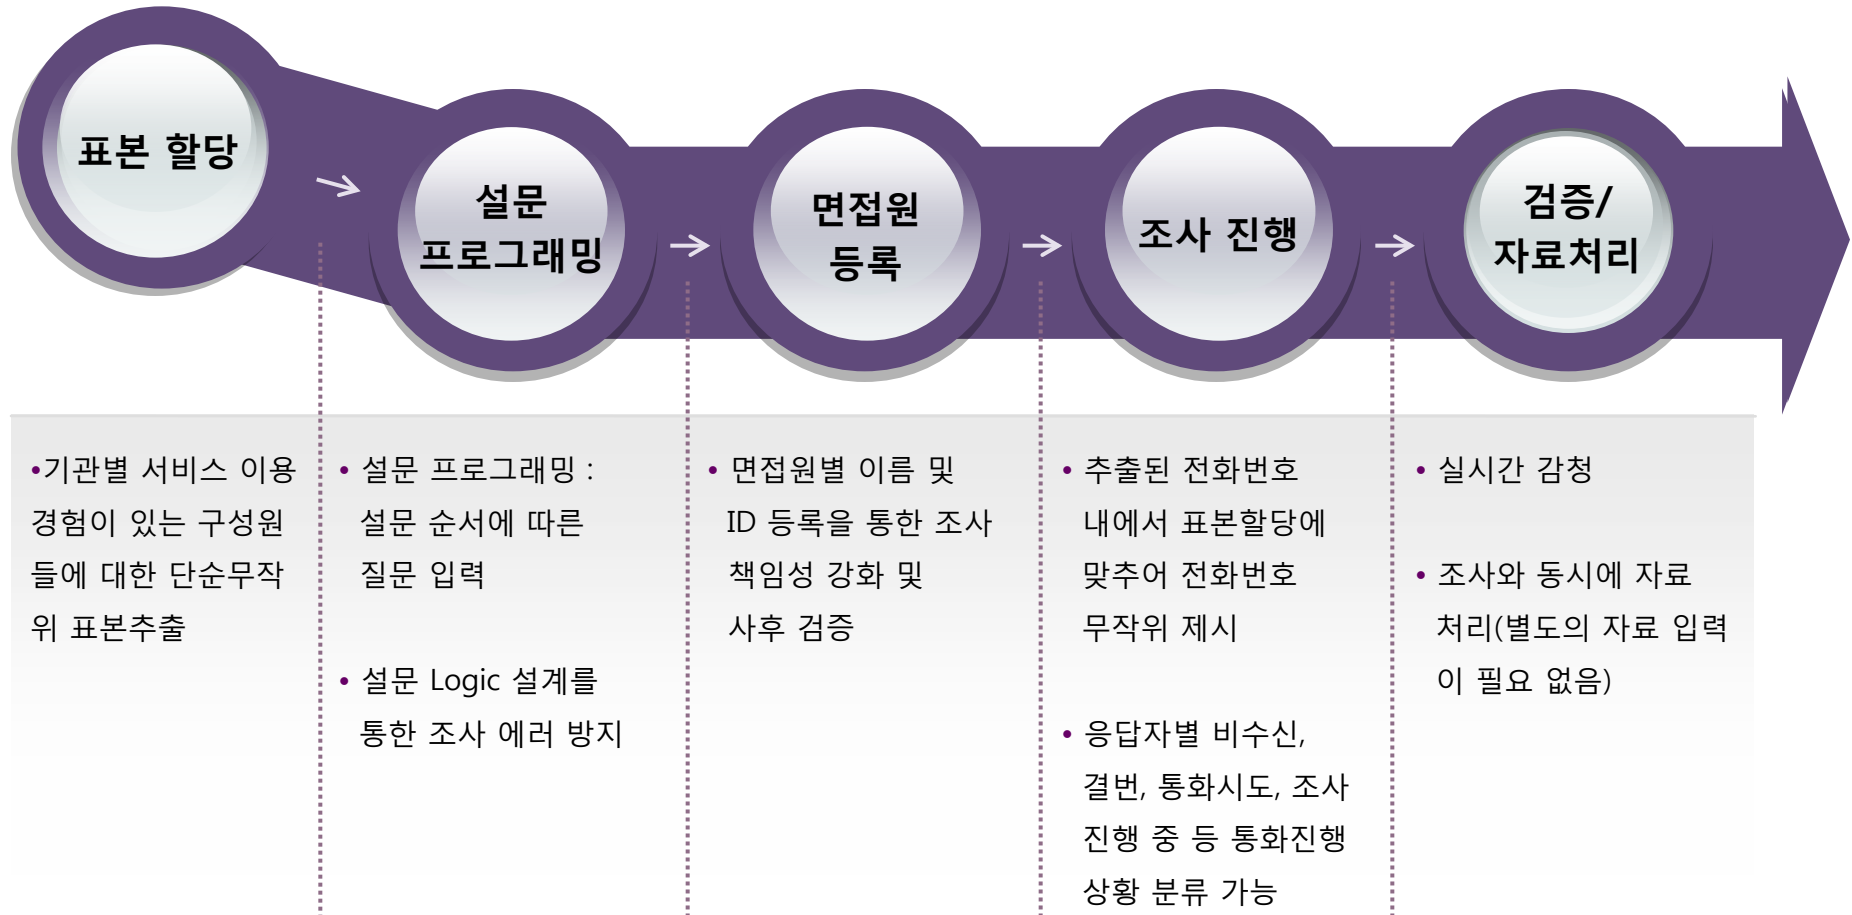 표본 할당
설문
프로그래밍
면접원
등록
조사 진행
검증/
자료처리
•기관별 서비스 이용
경험이 있는 구성원
들에 대한 단순무작
위 표본추출
• 설문 프로그래밍 :
설문 순서에 따른
질문 입력
• 설문 Logic 설계를
통한 조사 에러 방지
• 면접원별 이름 및
ID 등록을 통한 조사
책임성 강화 및
사후 검증
• 추출된 전화번호
내에서 표본할당에
맞추어 전화번호
무작위 제시
• 응답자별 비수신,
결번, 통화시도, 조사
진행 중 등 통화진행
상황 분류 가능
• 실시간 감청
• 조사와 동시에 자료
처리(별도의 자료 입력
이 필요 없음)